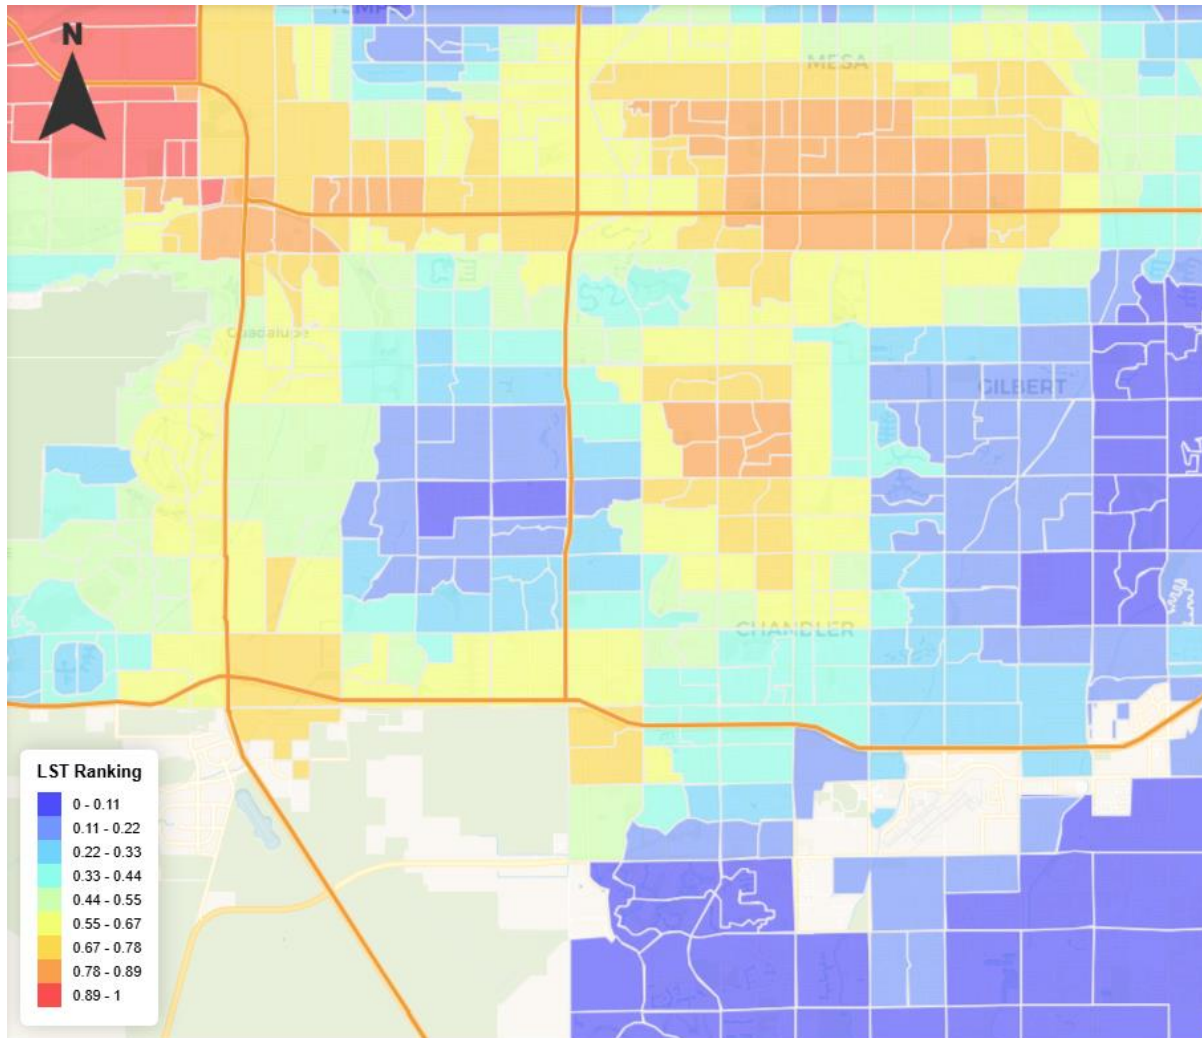 TEMPE
N
MESA
Guadalupe
GILBERT
CHANDLER
LST Ranking
0 - 0.11
0.11 - 0.22
0.22 - 0.33
0.33 - 0.44
0.44 - 0.55
0.55 - 0.67
0.67 - 0.78
0.78 - 0.89
0.89 - 1